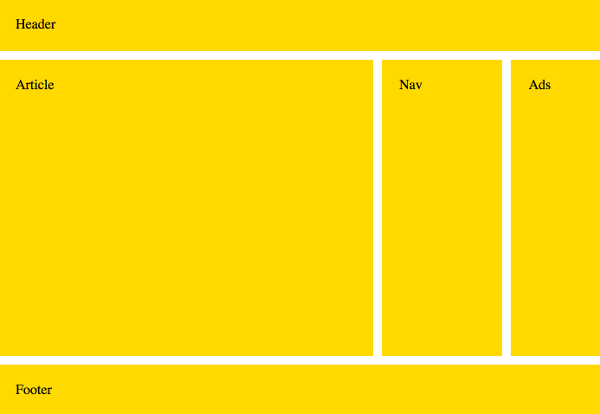 Header
Article
Nav
Ads
Footer